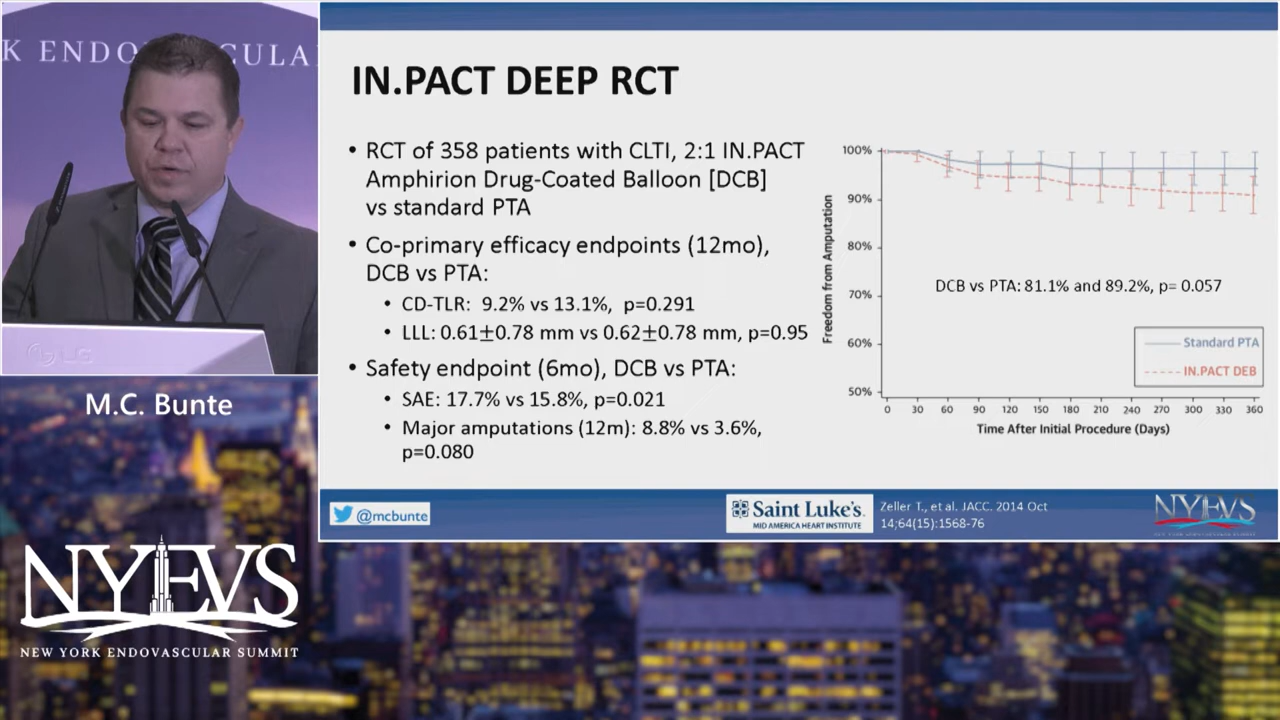 K ENDOVASCULA
LG
M.C. Bunte
NYEVS
NEW YORK ENDOVASCULAR SUMMIT
IN.PACT DEEP RCT
• RCT of 358 patients with CLTI, 2:1 IN.PACT
Amphirion Drug-Coated Balloon [DCB]
vs standard PTA
• Co-primary efficacy endpoints (12mo),
DCB vs PTA:
• CD-TLR: 9.2% vs 13.1%, p=0.291
• LLL: 0.61±0.78 mm vs 0.62±0.78 mm, p=0.95
• Safety endpoint (6mo), DCB vs PTA:
• SAE: 17.7% vs 15.8%, p=0.021
• Major amputations (12m): 8.8% vs 3.6%,
p=0.080
Freedom from Amputation
100%
90%
80%
70%
60%
50%
DCB vs PTA: 81.1% and 89.2%, p= 0.057
Standard PTA
IN.PACT DEB
0 30 60 90 120 150 180 210 240 270 300 330 360
Time After Initial Procedure (Days)
@mcbunte
Saint Luke's
MID AMERICA HEART INSTITUTE
Zeller T., et al. JACC. 2014 Oct
14;64(15):1568-76
NYEVS